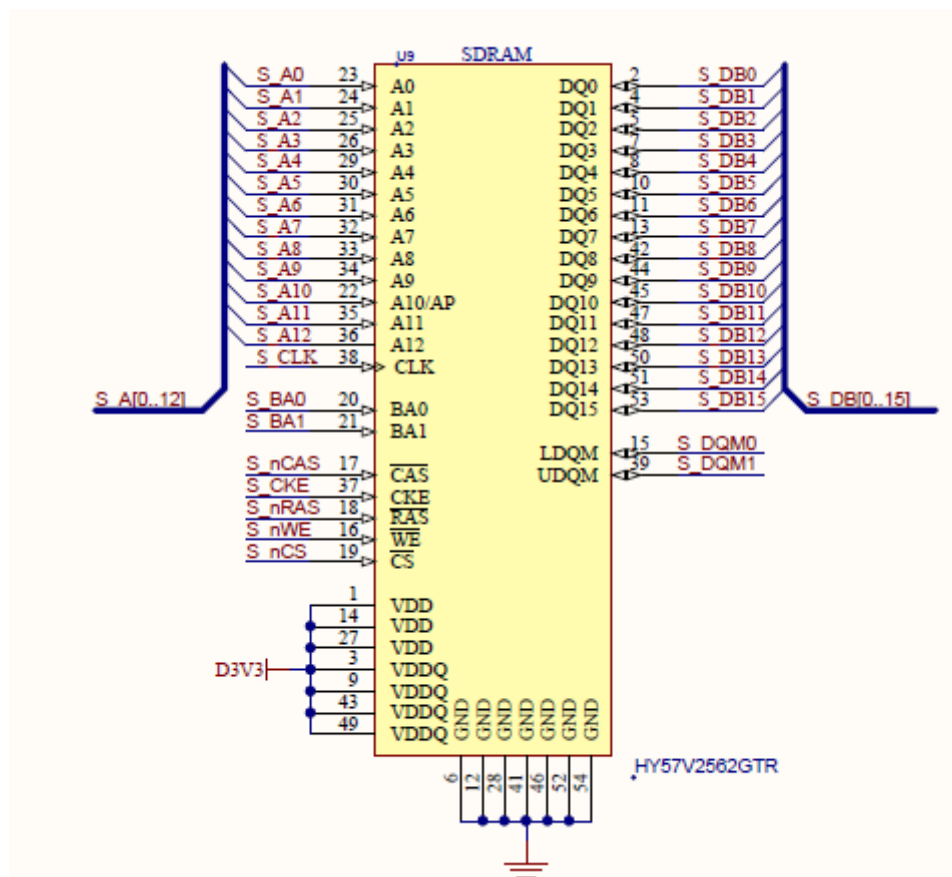 U9 SDRAM
S_A0 23 A0 DQ0 2 S_DB0
S_A1 24 A1 DQ1 4 S_DB1
S_A2 25 A2 DQ2 5 S_DB2
S_A3 26 A3 DQ3 7 S_DB3
S_A4 29 A4 DQ4 8 S_DB4
S_A5 30 A5 DQ5 10 S_DB5
S_A6 31 A6 DQ6 11 S_DB6
S_A7 32 A7 DQ7 13 S_DB7
S_A8 33 A8 DQ8 42 S_DB8
S_A9 34 A9 DQ9 44 S_DB9
S_A10 22 A10/AP DQ10 45 S_DB10
S_A11 35 A11 DQ11 47 S_DB11
S_A12 36 A12 DQ12 48 S_DB12
S_CLK 38 CLK DQ13 50 S_DB13
DQ14 51 S_DB14
S_A[0..12] S_BA0 20 BA0 DQ15 53 S_DB15 S_DB[0..15]
S_BA1 21 BA1
LDQM 15 S_DQM0
S_nCAS 17 CAS UDQM 39 S_DQM1
S_CKE 37 CKE
S_nRAS 18 RAS
S_nWE 16 WE
S_nCS 19 CS
1 VDD
14 VDD
27 VDD
D3V3 3 VDDQ
9 VDDQ
43 VDDQ
49 VDDQ
GND GND GND GND GND GND GND
6 12 28 41 46 52 54
HY57V2562GTR